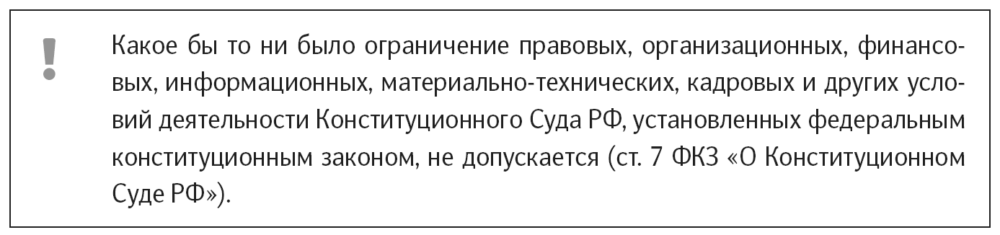 Какое бы то ни было ограничение правовых, организационных, финансо-
вых, информационных, материально-технических, кадровых и других усло-
вий деятельности Конституционного Суда РФ, установленных федеральным
конституционным законом, не допускается (ст. 7 ФКЗ «О Конституционном
Суде РФ»).